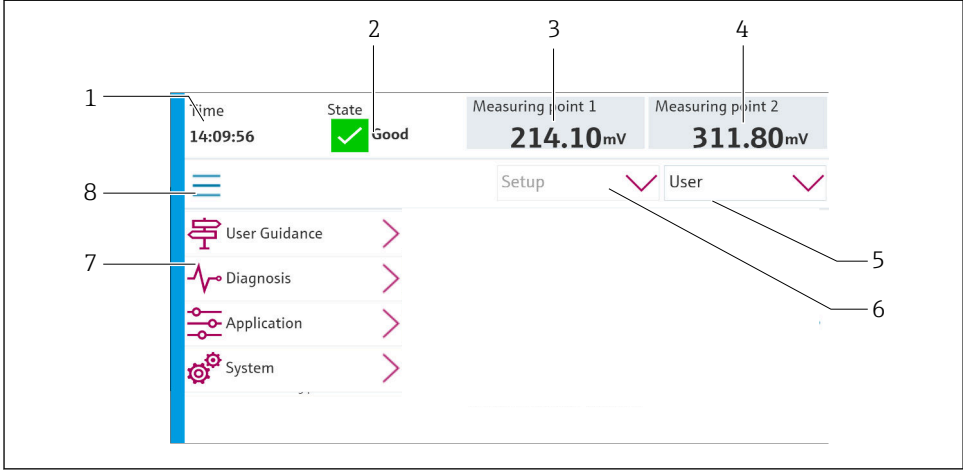 2 3 4
1
Time State Measuring point 1 Measuring point 2
14:09:56 Good 214.10mV 311.80mV
8 Setup User
User Guidance
7 5
Diagnosis
6
Application
System